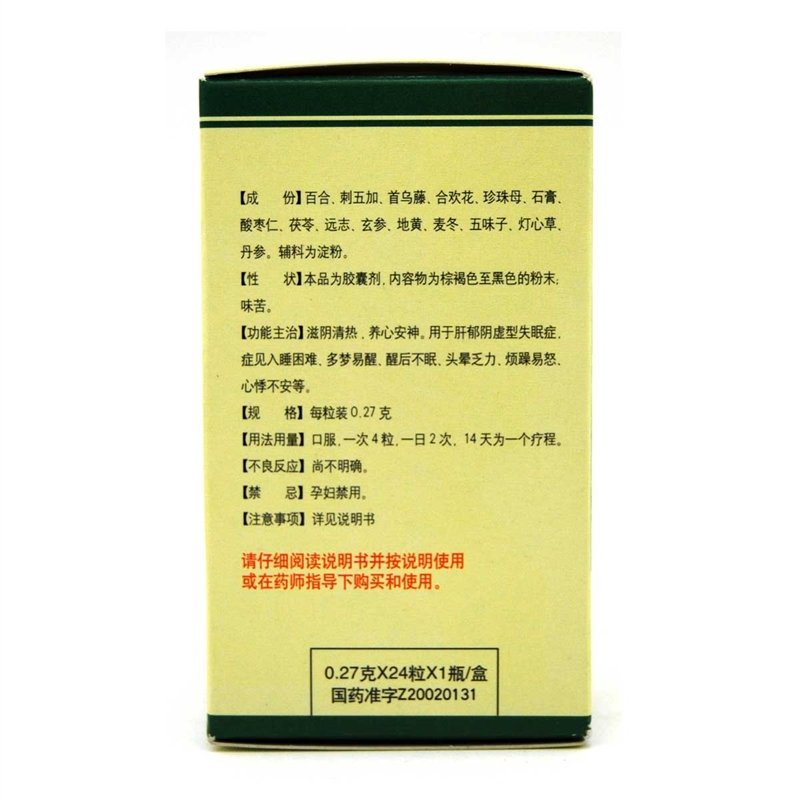 【成　份】百合、刺五加、首乌藤、合欢花、珍珠母、石膏、
酸枣仁、茯苓、远志、玄参、地黄、麦冬、五味子、灯心草、
丹参。辅料为淀粉。
【性　状】本品为胶囊剂,内容物为棕褐色至黑色的粉末;
味苦。
【功能主治】滋阴清热,养心安神。用于肝郁阴虚型失眠症,
症见入睡困难、多梦易醒、醒后不眠、头晕乏力、烦躁易怒、
心悸不安等。
【规　格】每粒装0.27克
【用法用量】口服,一次4粒,一日2次,14天为一个疗程。
【不良反应】尚不明确。
【禁　忌】孕妇禁用。
【注意事项】详见说明书
请仔细阅读说明书并按说明使用
或在药师指导下购买和使用。
0.27克X24粒X1瓶/盒
国药准字Z20020131